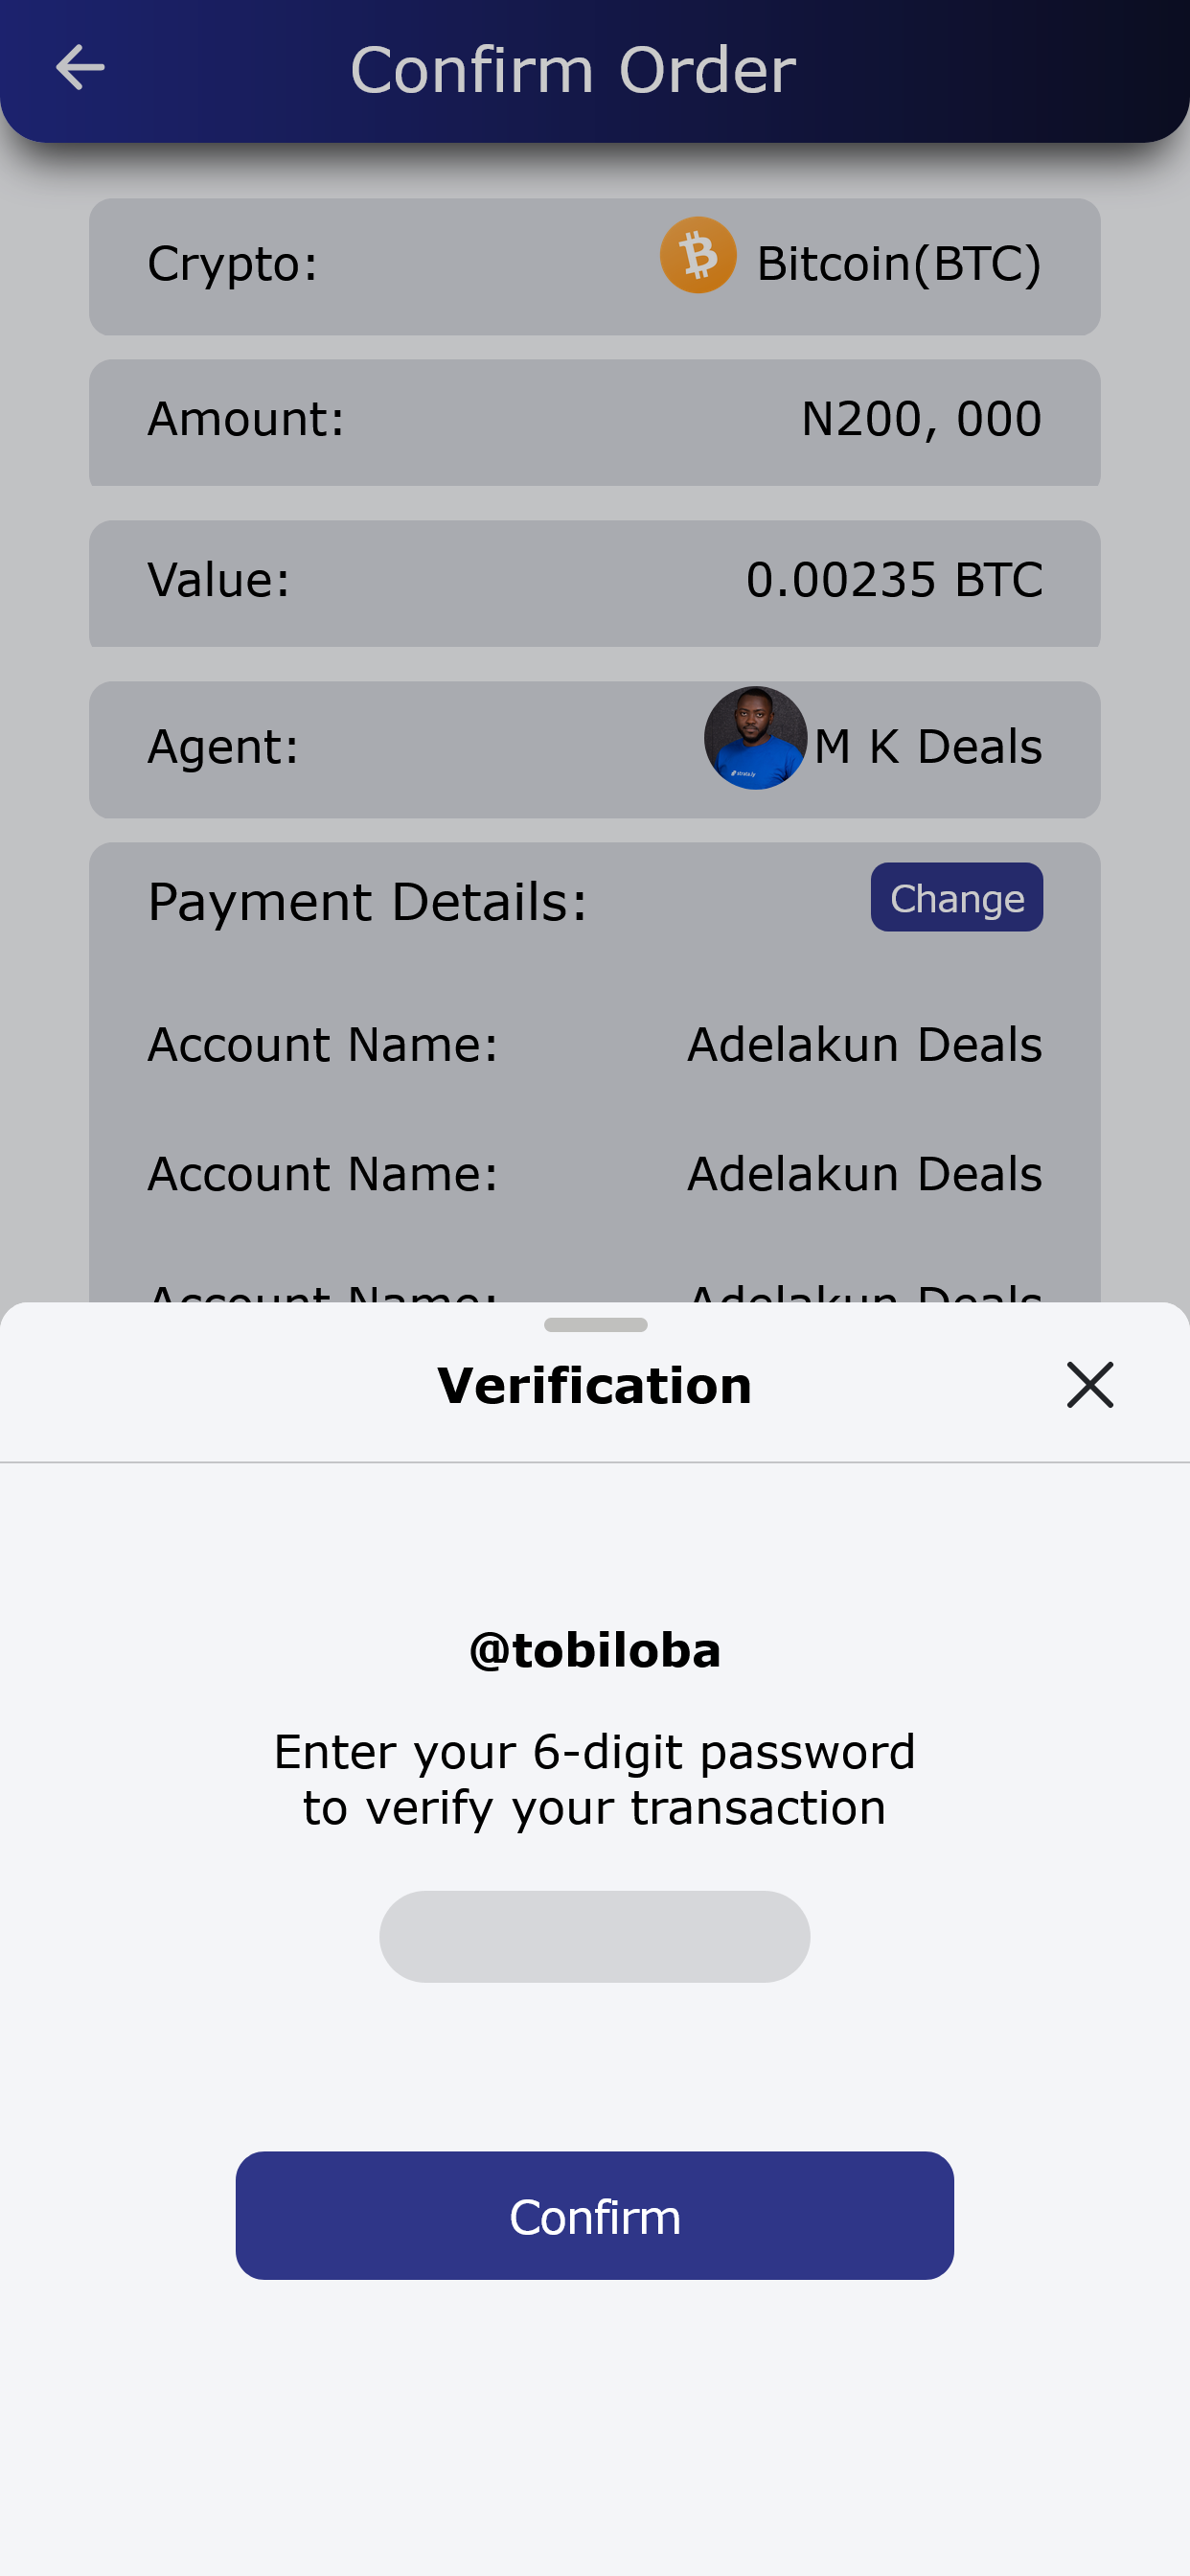 Confirm Order
Crypto: Bitcoin(BTC)
Amount: N200, 000
Value: 0.00235 BTC
Agent: M K Deals
Payment Details: Change
Account Name: Adelakun Deals
Account Name: Adelakun Deals
Account Name: Adelakun Deals
Verification
@tobiloba
Enter your 6-digit password
to verify your transaction
Confirm